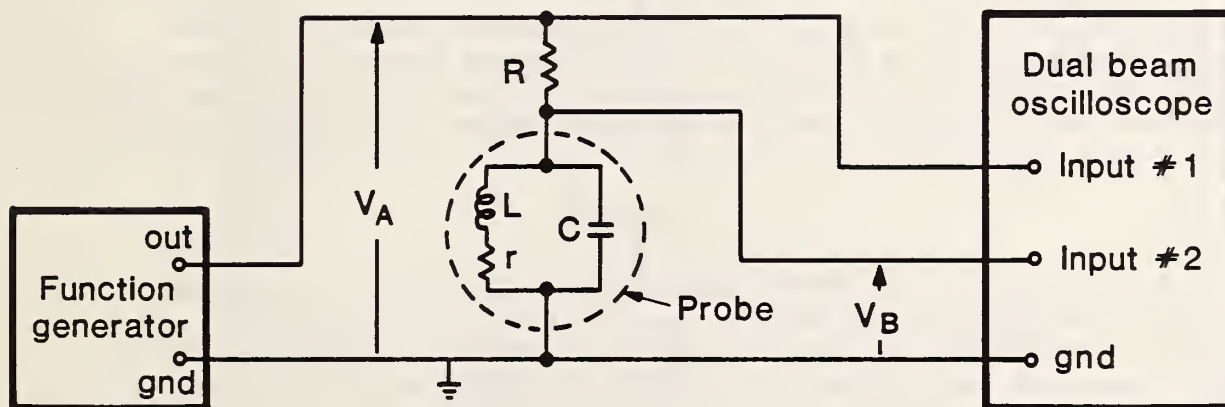 Dual beam
oscilloscope
Input #1
Input #2
gnd
R
L
r
C
Probe
V_A
V_B
out
Function
generator
gnd